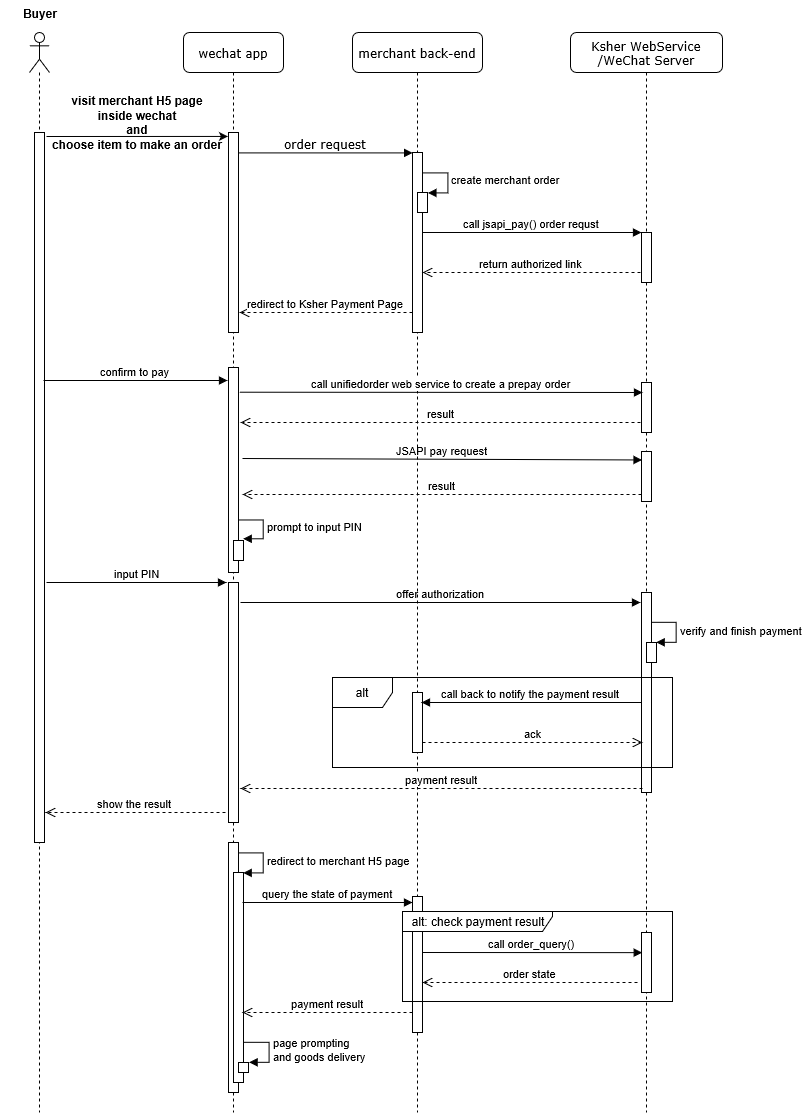 Buyer
wechat app
merchant back-end
Ksher WebService
/WeChat Server
visit merchant H5 page
inside wechat
and
choose item to make an order
order request
create merchant order
call jsapi_pay() order requst
return authorized link
redirect to Ksher Payment Page
confirm to pay
call unifiedorder web service to create a prepay order
result
JSAPI pay request
result
prompt to input PIN
input PIN
offer authorization
verify and finish payment
alt
call back to notify the payment result
ack
payment result
show the result
redirect to merchant H5 page
query the state of payment
alt: check payment result
call order_query()
order state
payment result
page prompting
and goods delivery